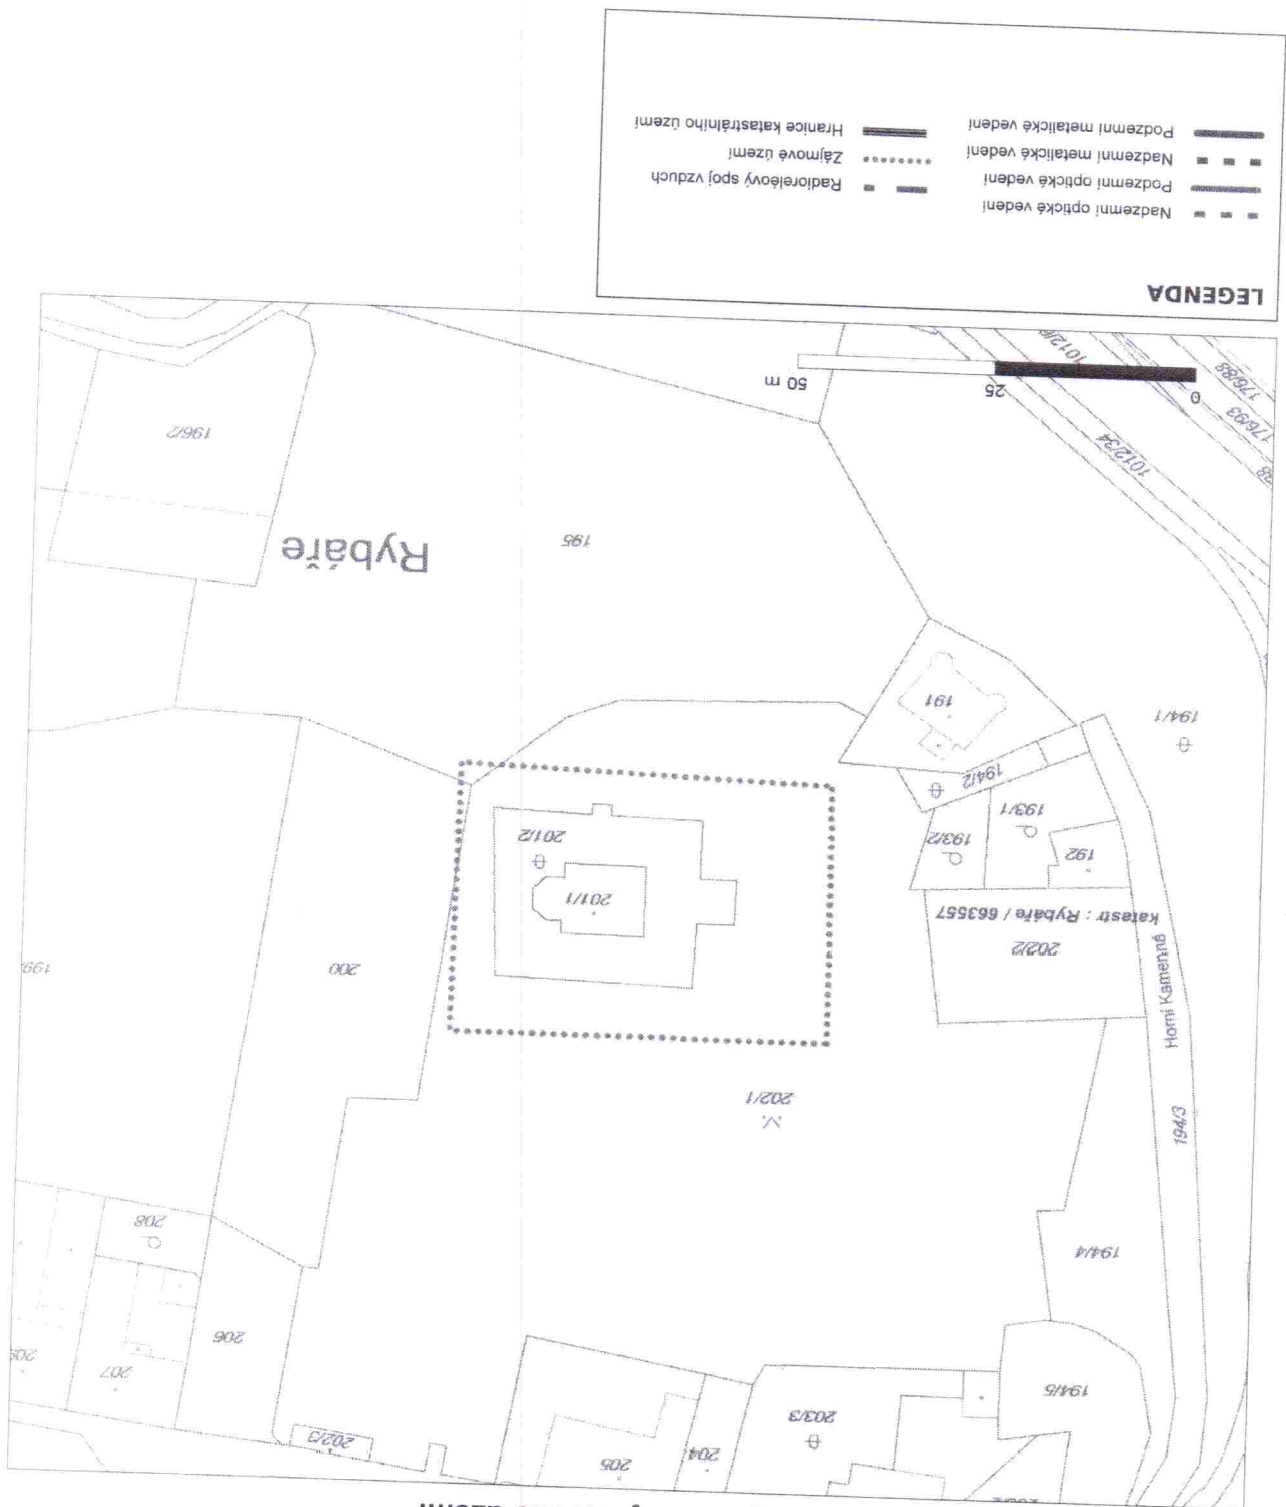 206
207
208
202/3
205
204
203/3
194/5
194/4
194/3
199
200
202/1
Horní Kamenná
201/1
201/2
202/2
katastr : Rybáře / 663557
192
193/2
193/1
194/2
194/1
191
Rybáře
195
196/2
1012/34
176/93
176/88
0
25
50 m
LEGENDA
Nadzemní optické vedení
Podzemní optické vedení
Nadzemní metalické vedení
Podzemní metalické vedení
Radioreléový spoj vzduch
Zájmové území
Hranice katastrálního území